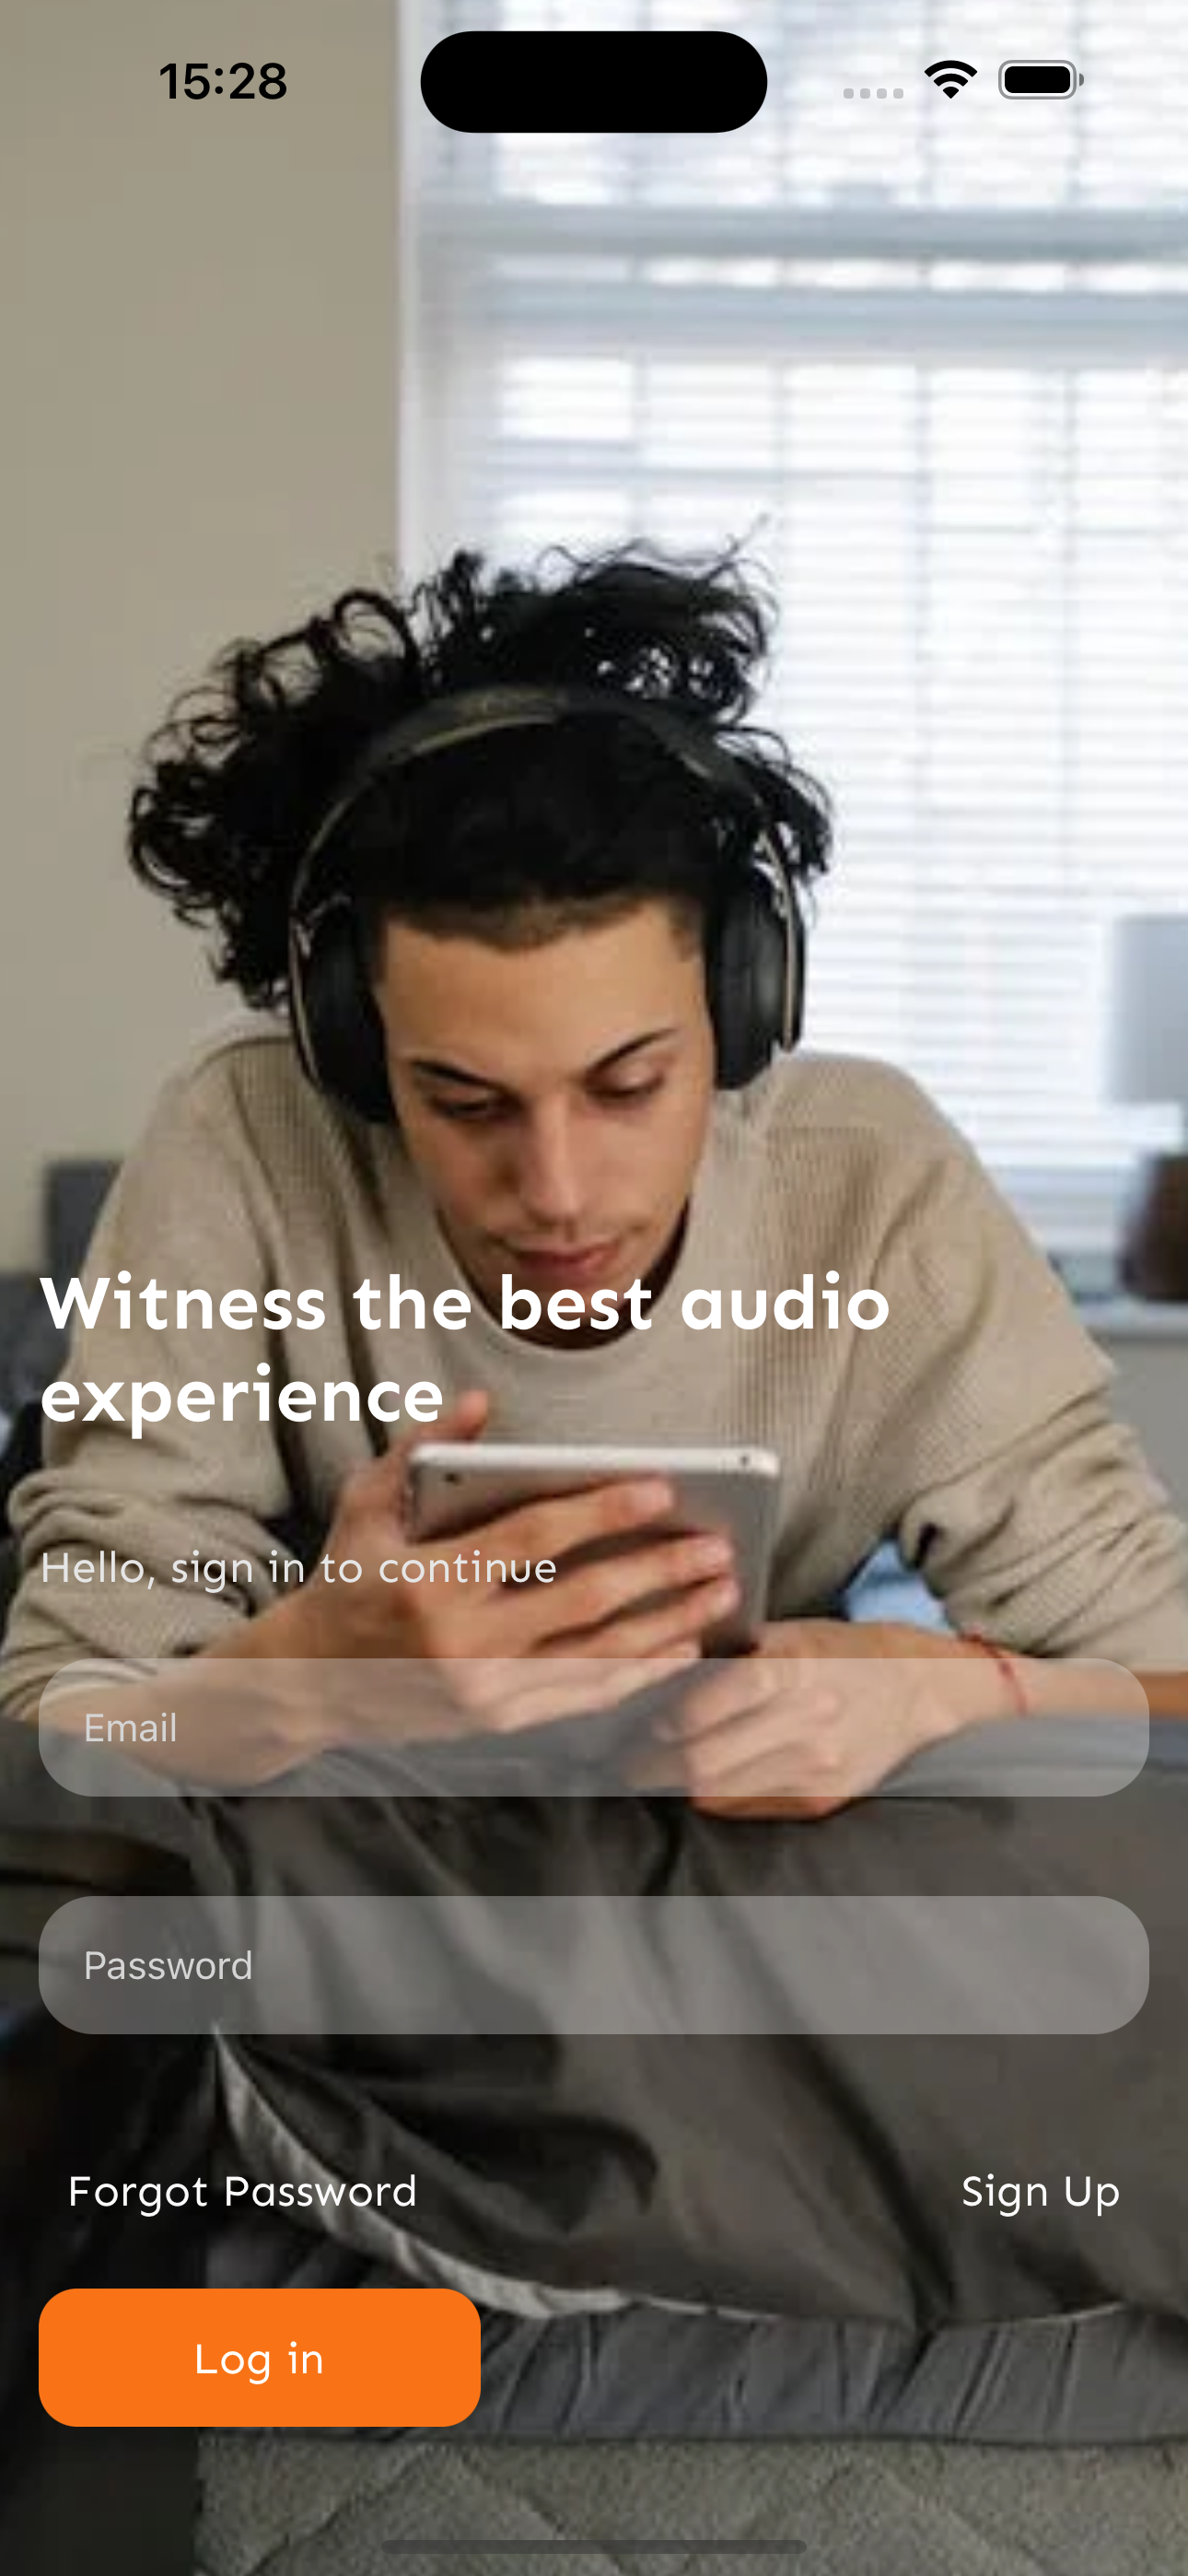 15:28
Witness the best audio
experience
Hello, sign in to continue
Email
Password
Forgot Password
Sign Up
Log in